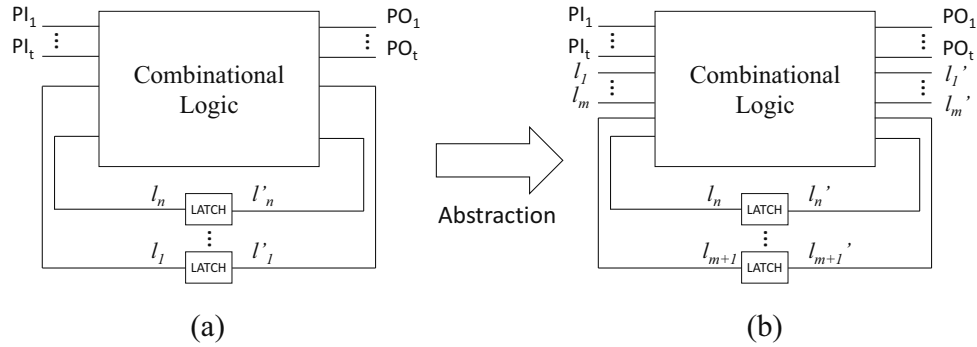 PI1
⋮
PIt
Combinational
Logic
PO1
⋮
POt
ln
LATCH
l'n
⋮
l1
LATCH
l'1
(a)
Abstraction
PI1
⋮
PIt
l1
⋮
lm
Combinational
Logic
PO1
⋮
POt
l1'
⋮
lm'
ln
LATCH
ln'
⋮
lm+1
LATCH
lm+1'
(b)